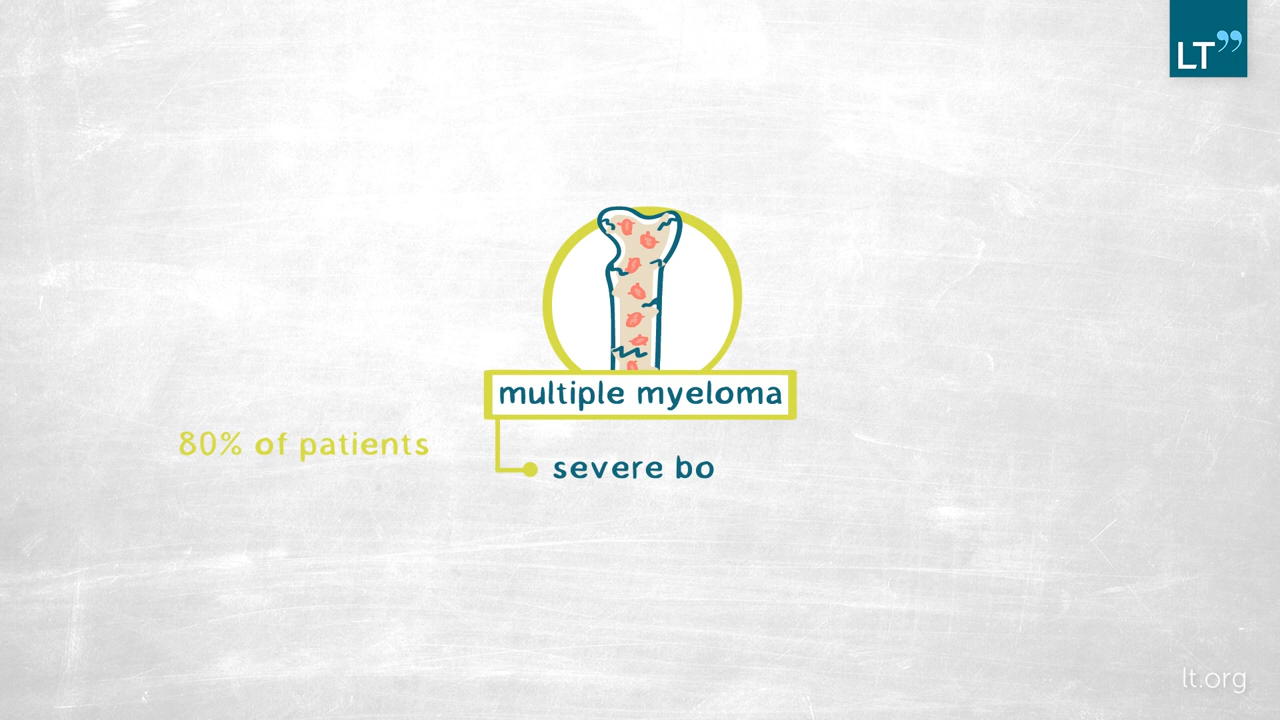 LT”
multiple myeloma
80% of patients
severe bo
lt.org